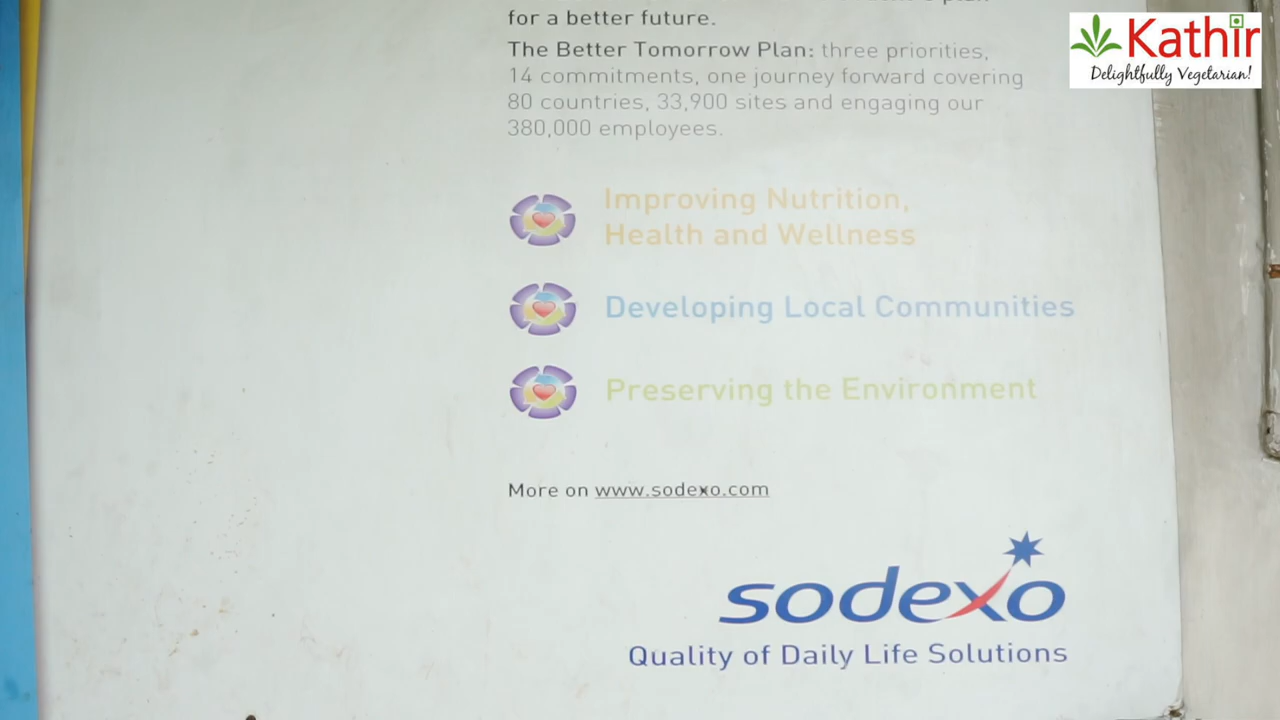 for a better future.
The Better Tomorrow Plan: three priorities,
14 commitments, one journey forward covering
80 countries, 33,900 sites and engaging our
380,000 employees.
Improving Nutrition,
Health and Wellness
Developing Local Communities
Preserving the Environment
More on www.sodexo.com
sodexo
Quality of Daily Life Solutions
Kathir
Delightfully Vegetarian!